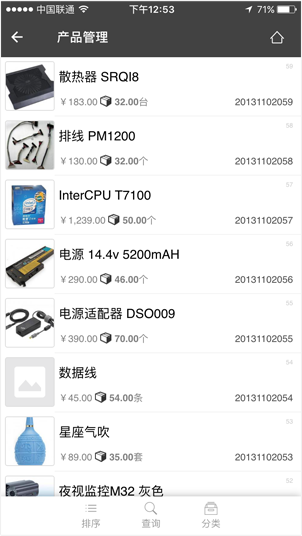 中国联通 下午12:53 71%
产品管理
59
散热器 SRQI8
￥183.00 32.00台 20131102059
58
排线 PM1200
￥130.00 32.00个 20131102058
57
InterCPU T7100
￥1,239.00 50.00个 20131102057
56
电源 14.4v 5200mAH
￥290.00 46.00个 20131102056
55
电源适配器 DSO009
￥390.00 70.00个 20131102055
54
数据线
￥45.00 54.00条 20131102054
53
星座气吹
￥89.00 35.00套 20131102053
52
夜视监控M32 灰色
排序 查询 分类